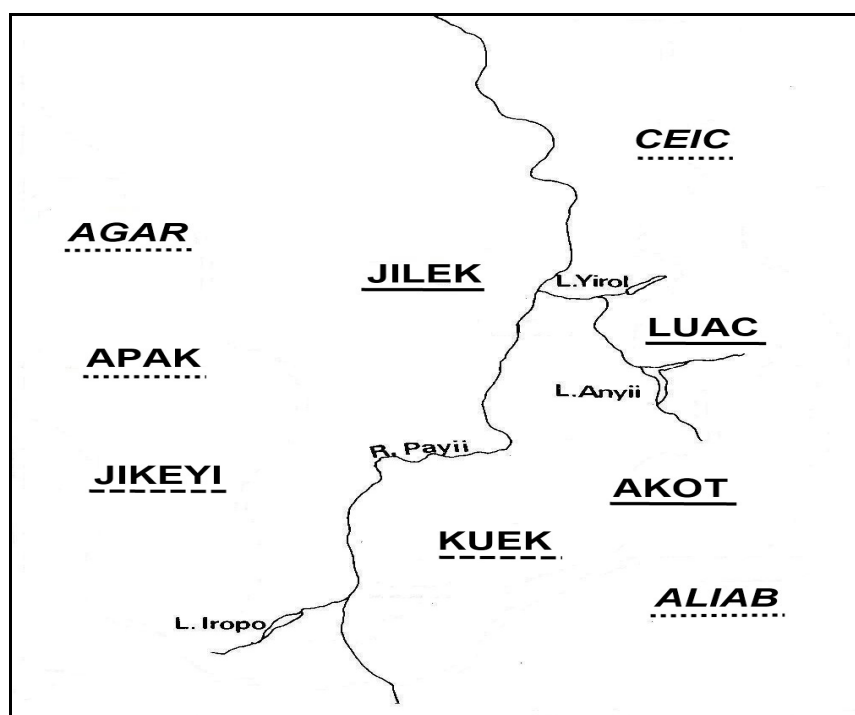 CEIC
AGAR
JILEK
L.Yirol
LUAC
APAK
L.Anyii
R. Payii
JIKEYI
AKOT
KUEK
ALIAB
L. Iropo